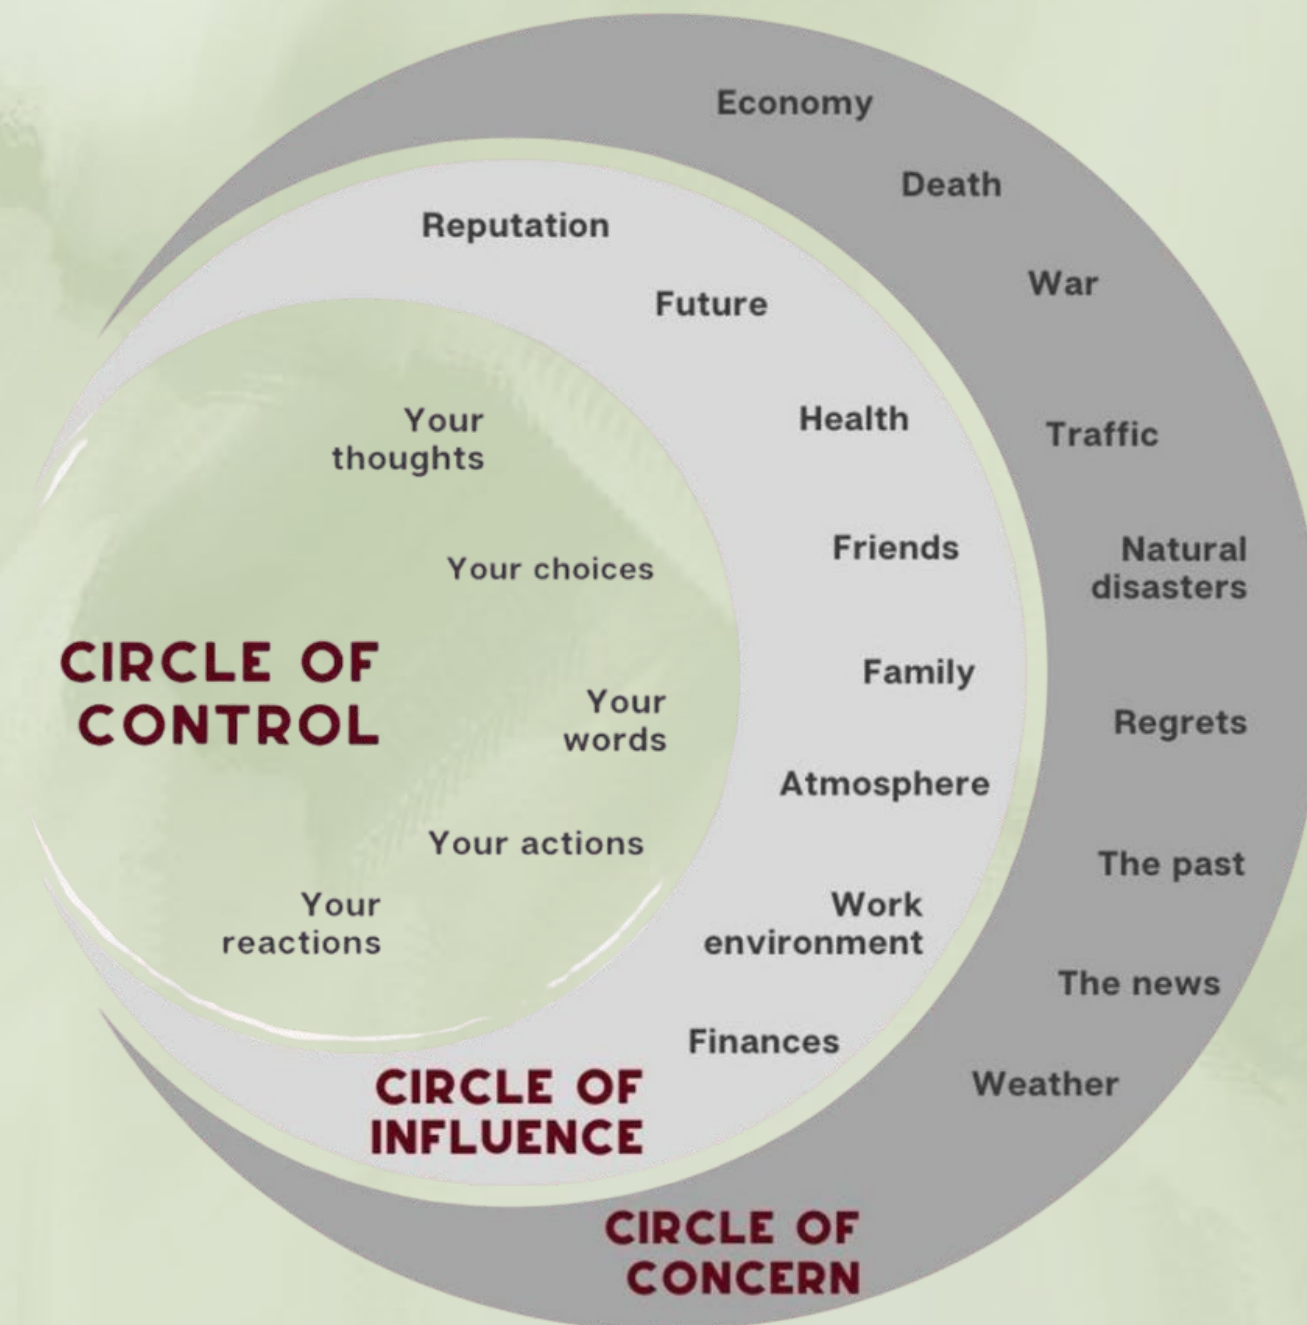 Economy
Death
War
Traffic
Natural
disasters
Regrets
The past
The news
Weather
CIRCLE OF
CONCERN
Reputation
Future
Health
Friends
Family
Atmosphere
Work
environment
Finances
CIRCLE OF
INFLUENCE
Your
thoughts
Your choices
CIRCLE OF
CONTROL
Your
words
Your actions
Your
reactions